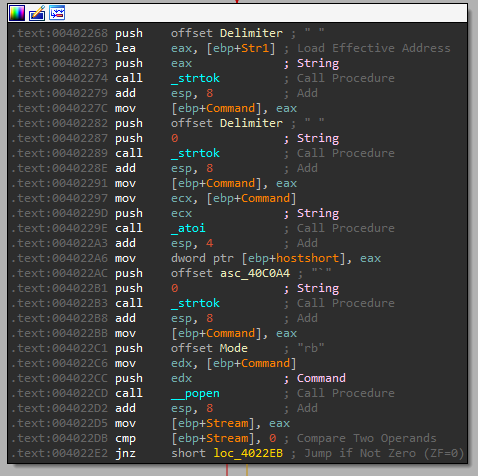 .text:00402268 push offset Delimiter ; " "
.text:0040226D lea eax, [ebp+Str1] ; Load Effective Address
.text:00402273 push eax ; String
.text:00402274 call _strtok ; Call Procedure
.text:00402279 add esp, 8 ; Add
.text:0040227C mov [ebp+Command], eax
.text:00402282 push offset Delimiter ; " "
.text:00402287 push 0 ; String
.text:00402289 call _strtok ; Call Procedure
.text:0040228E add esp, 8 ; Add
.text:00402291 mov [ebp+Command], eax
.text:00402297 mov ecx, [ebp+Command]
.text:0040229D push ecx ; String
.text:0040229E call _atoi ; Call Procedure
.text:004022A3 add esp, 4 ; Add
.text:004022A6 mov dword ptr [ebp+hostshort], eax
.text:004022AC push offset asc_40C0A4 ; "`"
.text:004022B1 push 0 ; String
.text:004022B3 call _strtok ; Call Procedure
.text:004022B8 add esp, 8 ; Add
.text:004022BB mov [ebp+Command], eax
.text:004022C1 push offset Mode ; "rb"
.text:004022C6 mov edx, [ebp+Command]
.text:004022CC push edx ; Command
.text:004022CD call __popen ; Call Procedure
.text:004022D2 add esp, 8 ; Add
.text:004022D5 mov [ebp+Stream], eax
.text:004022DB cmp [ebp+Stream], 0 ; Compare Two Operands
.text:004022E2 jnz short loc_4022EB ; Jump if Not Zero (ZF=0)